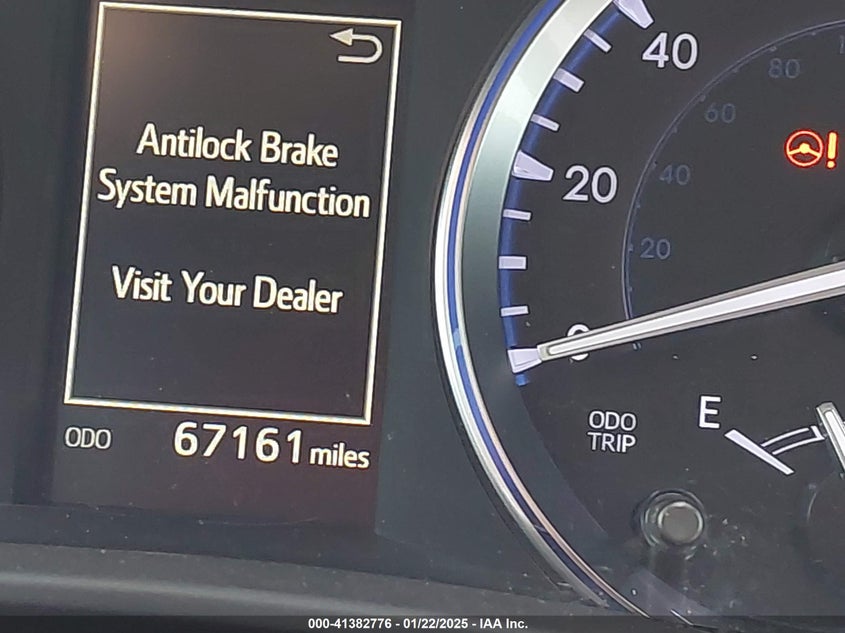 Antilock Brake
System Malfunction
Visit Your Dealer
ODO 67161 miles
40
20
0
80
60
40
20
!
ODO
TRIP
E
000-41382776 - 01/22/2025 - IAA Inc.